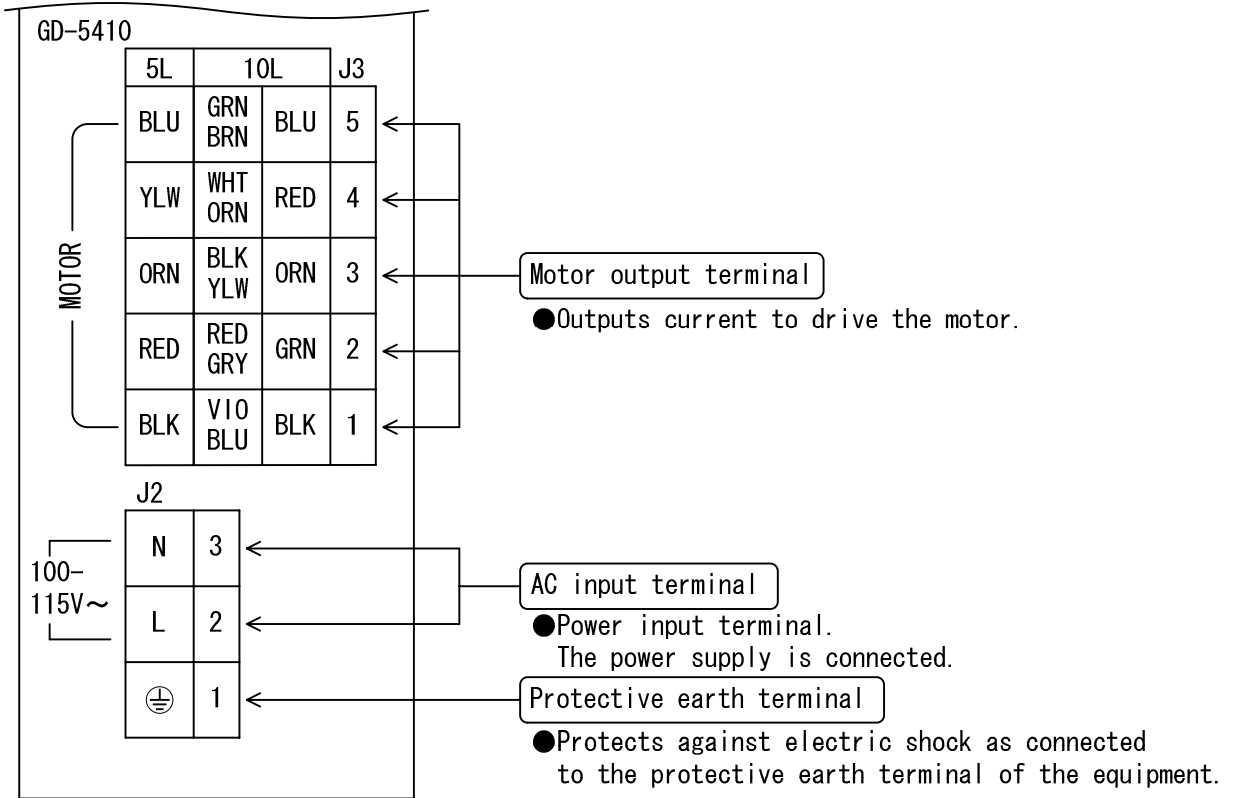 GD-5410
5L 10L J3
BLU GRN BRN BLU 5
YLW WHT ORN RED 4
ORN BLK YLW ORN 3
RED RED GRY GRN 2
BLK VIO BLU BLK 1
MOTOR
Motor output terminal
●Outputs current to drive the motor.
J2
N 3
L 2
1
100-
115V～
AC input terminal
●Power input terminal.
The power supply is connected.
Protective earth terminal
●Protects against electric shock as connected
to the protective earth terminal of the equipment.